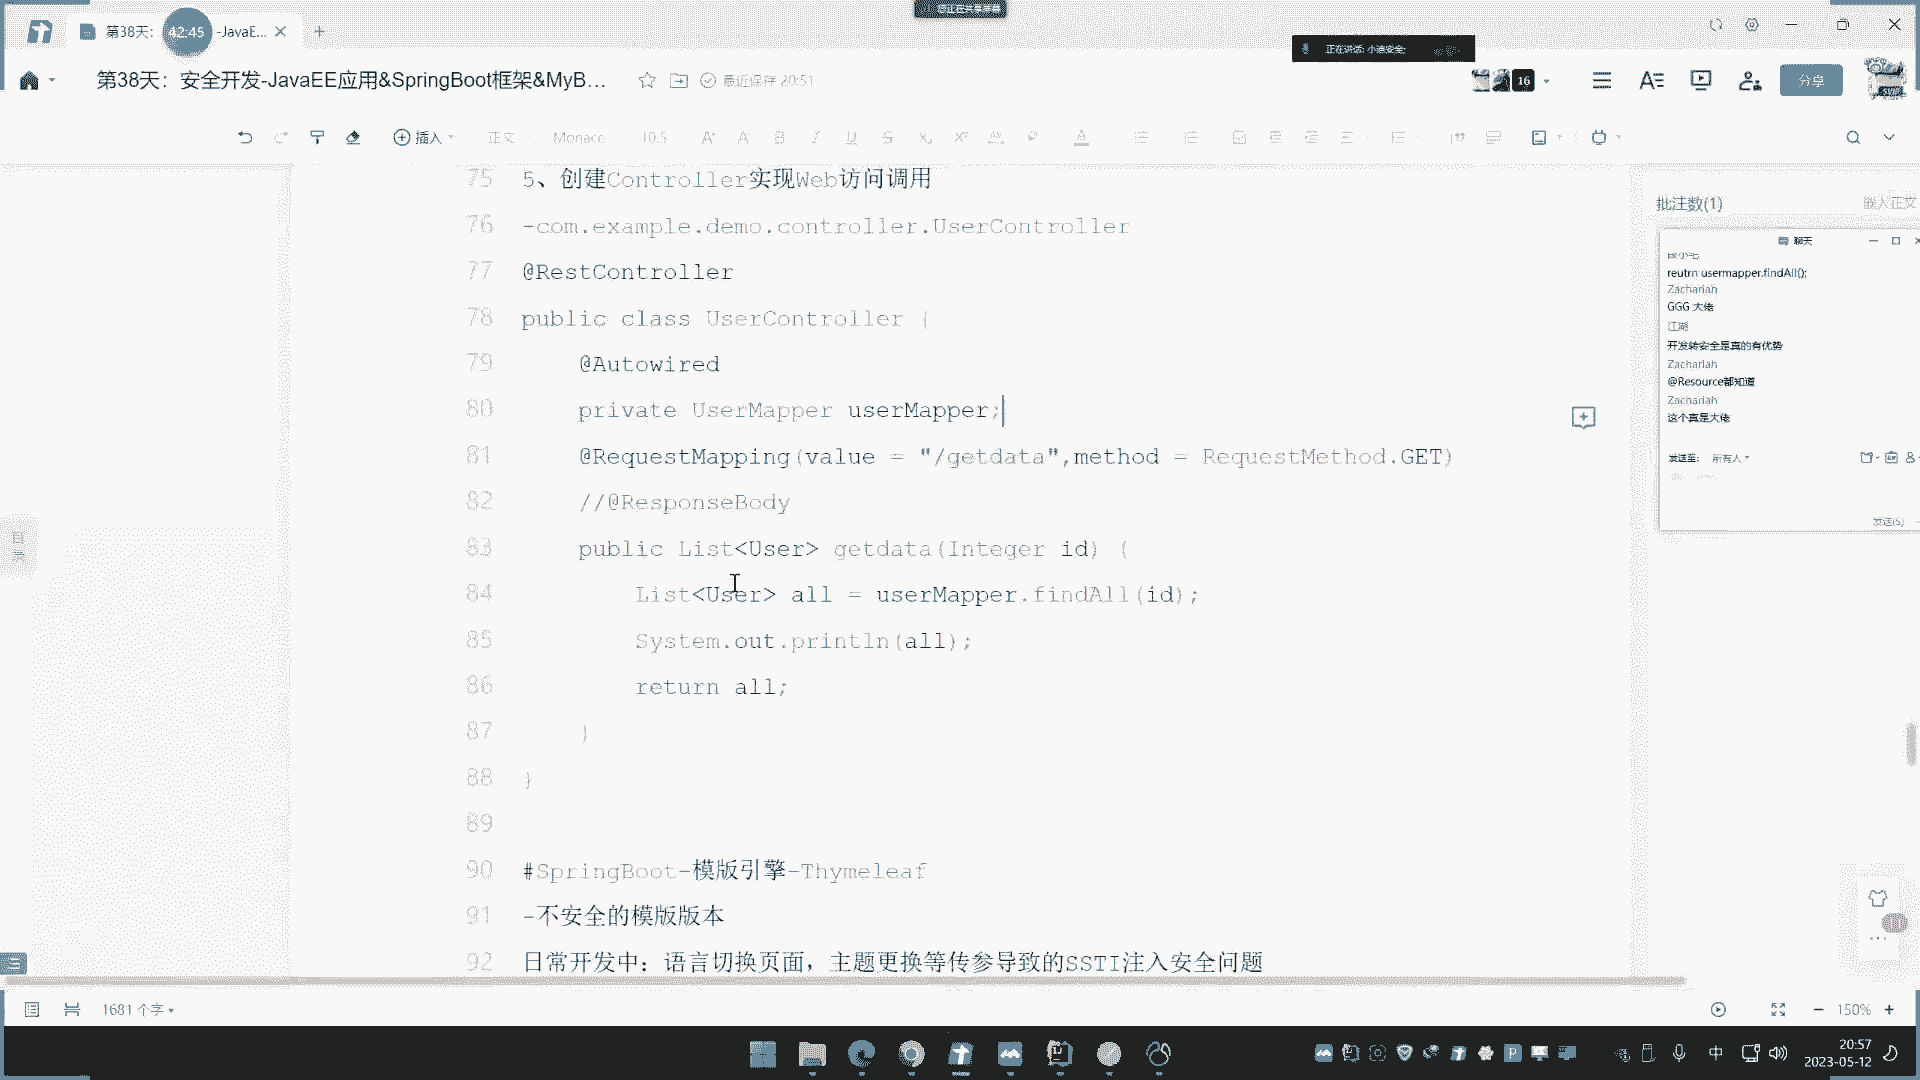 您正在共享屏幕
第38天：
42:45
-JavaE...
正在讲话: 小迪安全;
第38天：安全开发-JavaEE应用&SpringBoot框架&MyB...
最近保存 20:51
16
分享
插入
正文
Monaco
10.5
75 5、创建Controller实现Web访问调用
76 -com.example.demo.controller.UserController
77 @RestController
78 public class UserController {
79 @Autowired
80 private UserMapper userMapper;
81 @RequestMapping(value = "/getdata",method = RequestMethod.GET)
82 //@ResponseBody
83 public List<User> getdata(Integer id) {
84 List<User> all = userMapper.findAll(id);
85 System.out.println(all);
86 return all;
87 }
88 }
89
90 #SpringBoot-模版引擎-Thymeleaf
91 -不安全的模版版本
92 日常开发中：语言切换页面，主题更换等传参导致的SSTI注入安全问题
目录
批注数(1)
嵌入正文
聊天
reutrn usermapper.findAll();
Zachariah
GGG 大佬
江湖
开发转安全是真的有优势
Zachariah
@Resource都知道
Zachariah
这个真是大佬
发送至: 所有人
发送(S)
1681 个字
150%
中
20:57
2023-05-12